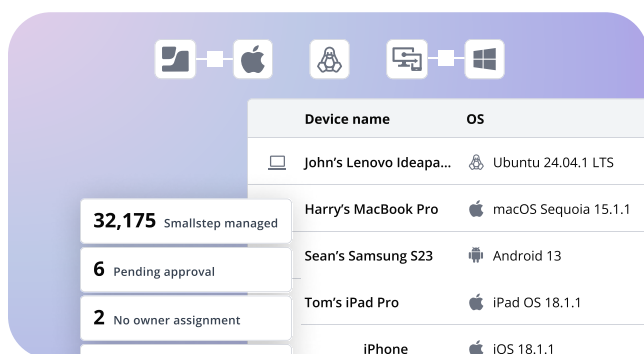 Device name OS
John's Lenovo Ideapa... Ubuntu 24.04.1 LTS
Harry's MacBook Pro macOS Sequoia 15.1.1
Sean's Samsung S23 Android 13
Tom's iPad Pro iPad OS 18.1.1
iPhone iOS 18.1.1
32,175 Smallstep managed
6 Pending approval
2 No owner assignment